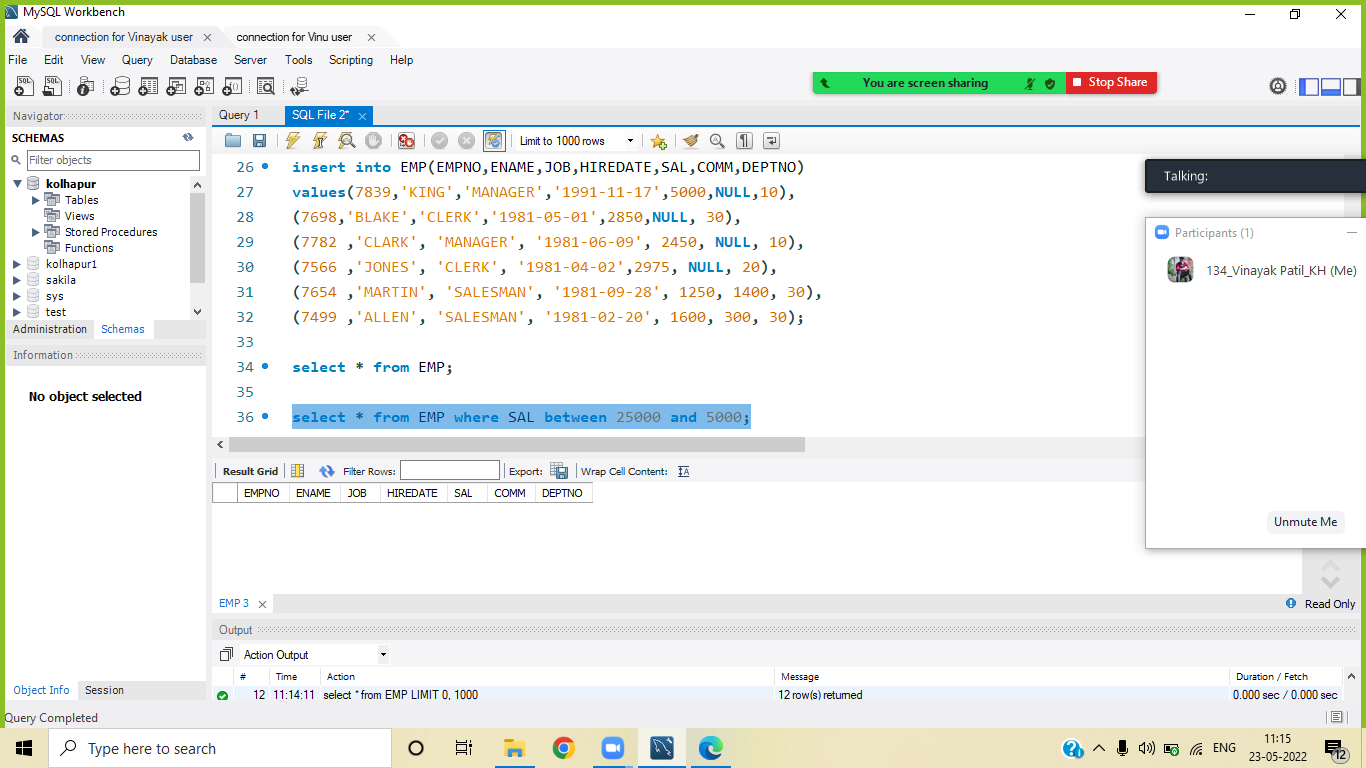 MySQL Workbench
connection for Vinayak user
connection for Vinu user
File Edit View Query Database Server Tools Scripting Help
You are screen sharing
Stop Share
Navigator
SCHEMAS
Filter objects
kolhapur
Tables
Views
Stored Procedures
Functions
kolhapur1
sakila
sys
test
Administration Schemas
Information
No object selected
Object Info Session
Query Completed
Query 1
SQL File 2*
Limit to 1000 rows
26 insert into EMP(EMPNO,ENAME,JOB,HIREDATE,SAL,COMM,DEPTNO)
27 values(7839,'KING','MANAGER','1991-11-17',5000,NULL,10),
28 (7698,'BLAKE','CLERK','1981-05-01',2850,NULL, 30),
29 (7782 ,'CLARK', 'MANAGER', '1981-06-09', 2450, NULL, 10),
30 (7566 ,'JONES', 'CLERK', '1981-04-02',2975, NULL, 20),
31 (7654 ,'MARTIN', 'SALESMAN', '1981-09-28', 1250, 1400, 30),
32 (7499 ,'ALLEN', 'SALESMAN', '1981-02-20', 1600, 300, 30);
33
34 select * from EMP;
35
36 select * from EMP where SAL between 25000 and 5000;
Result Grid Filter Rows: Export: Wrap Cell Content:
EMPNO ENAME JOB HIREDATE SAL COMM DEPTNO
EMP 3
Read Only
Output
Action Output
# Time Action Message Duration / Fetch
12 11:14:11 select * from EMP LIMIT 0, 1000 12 row(s) returned 0.000 sec / 0.000 sec
Talking:
Participants (1)
134_Vinayak Patil_KH (Me)
Unmute Me
Type here to search
ENG
11:15
23-05-2022
12